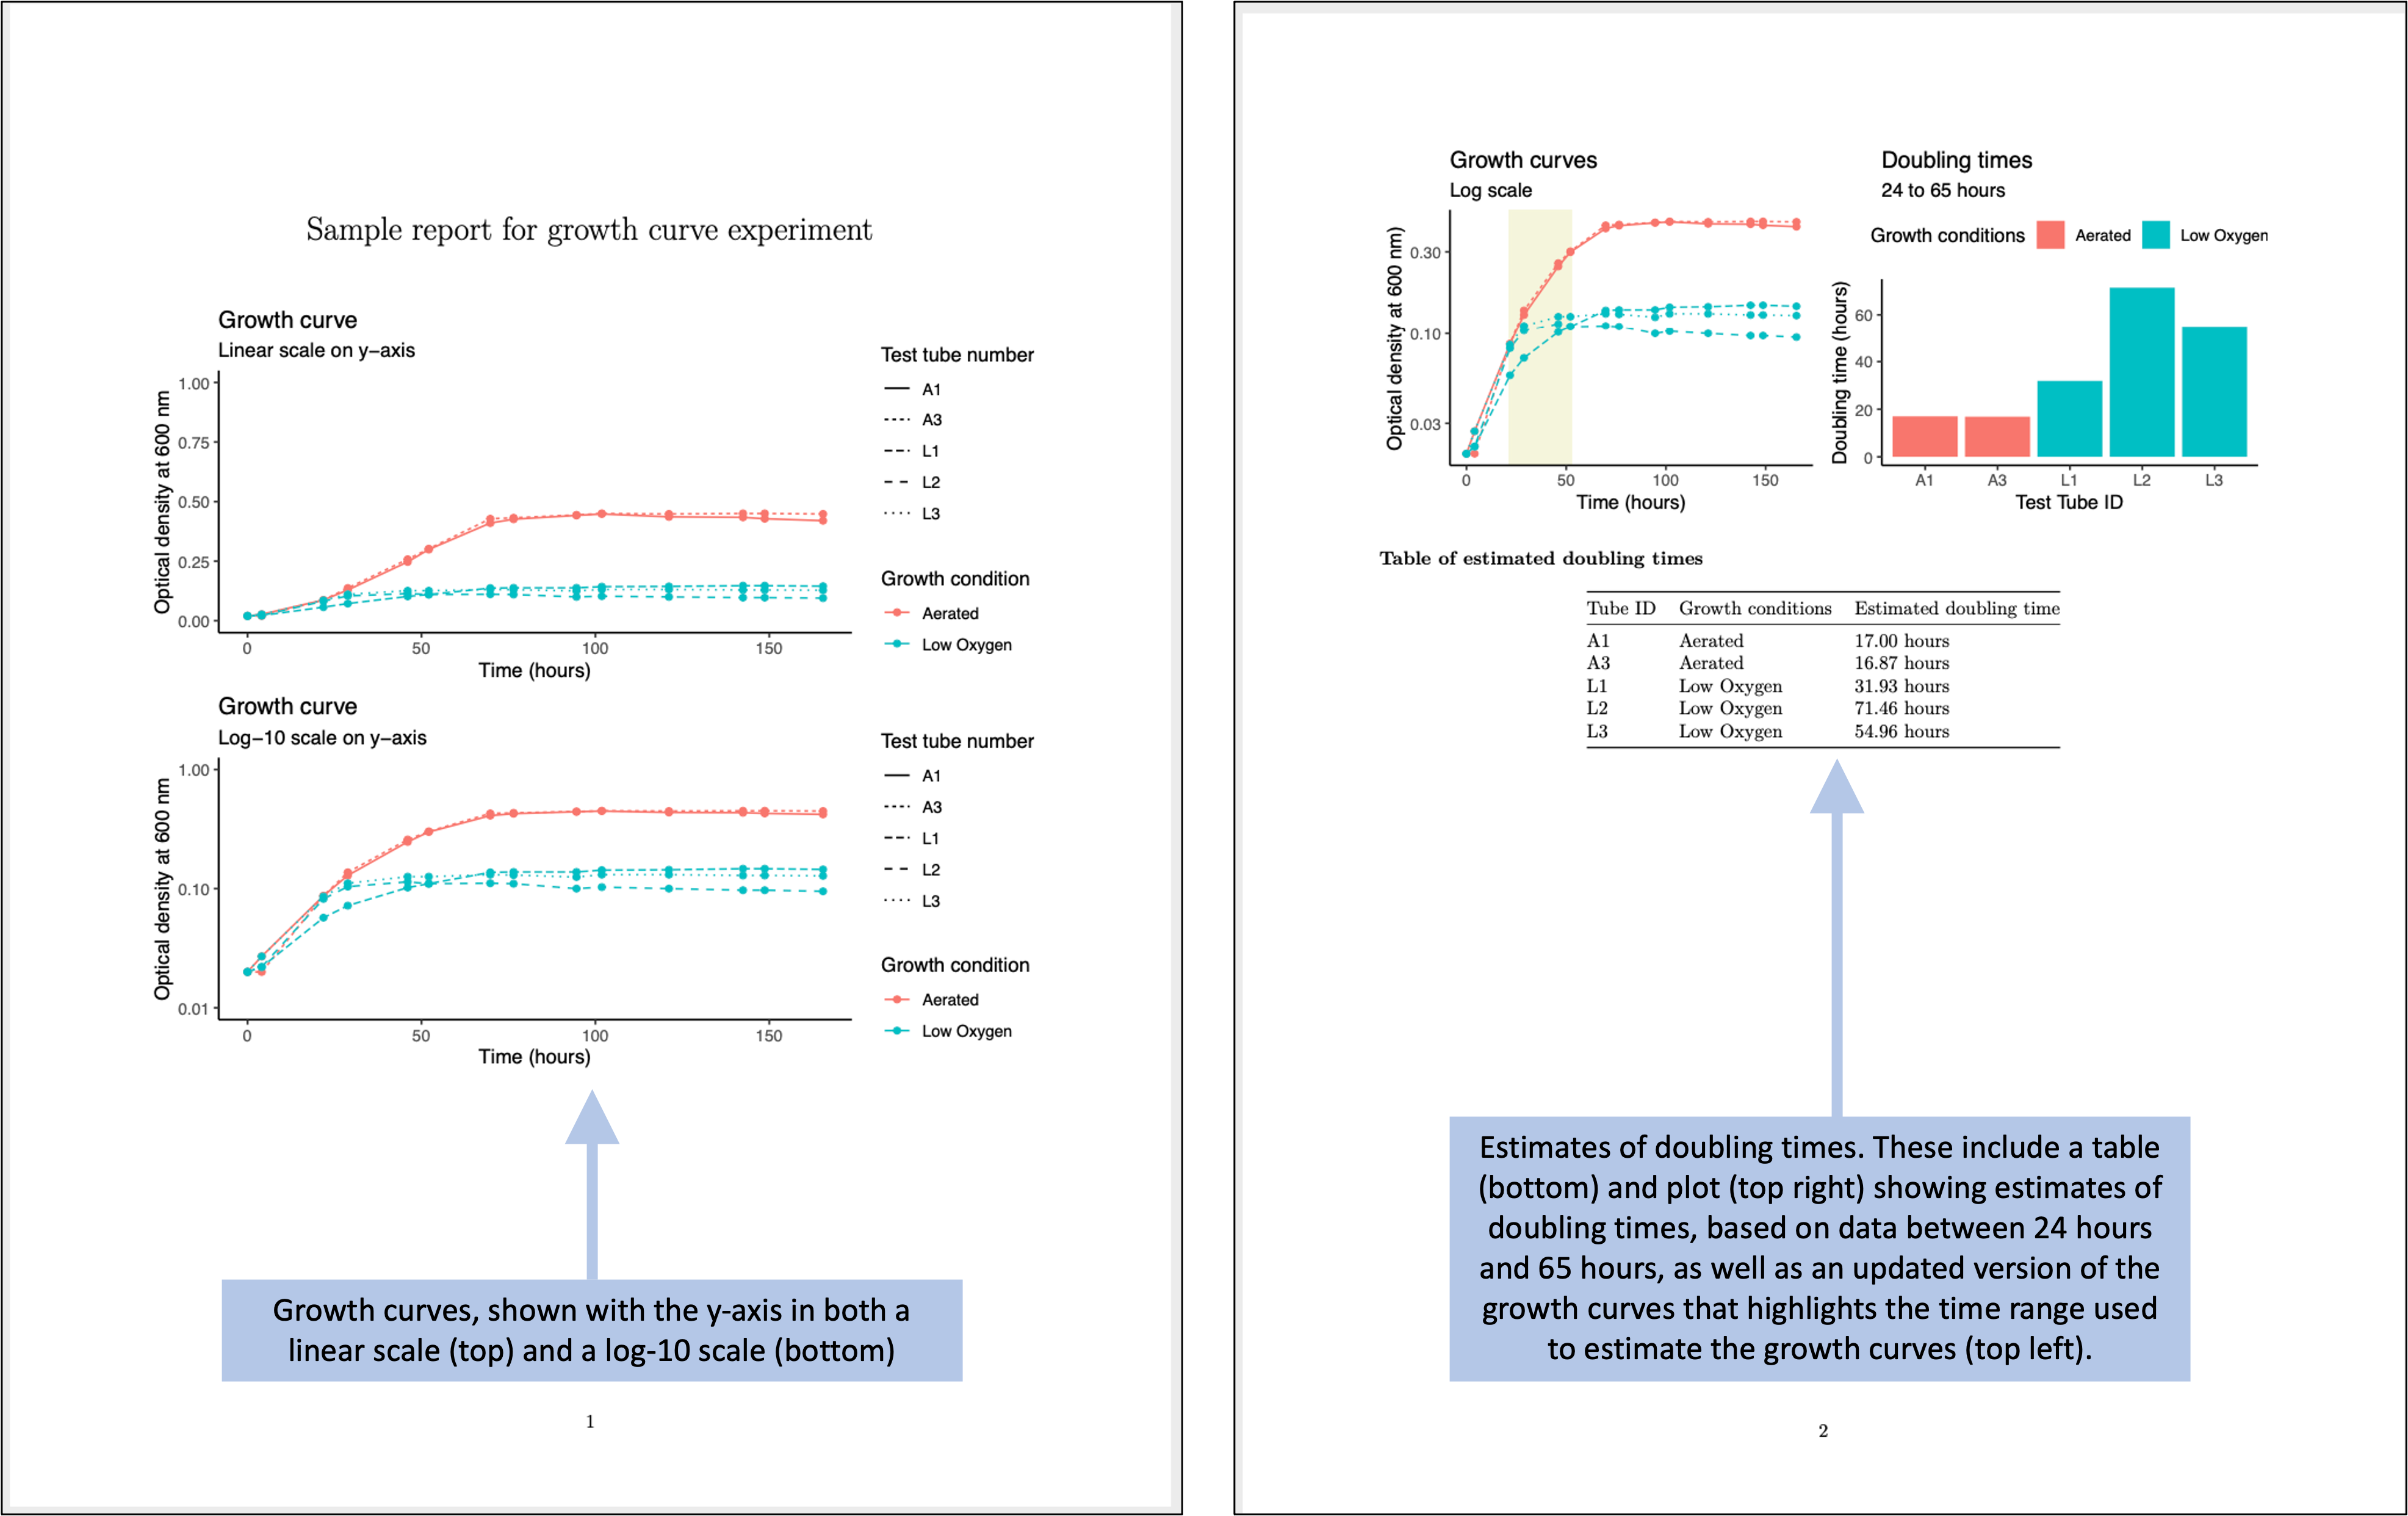 Sample report for growth curve experiment
Growth curve
Linear scale on y−axis
Optical density at 600 nm
1.00
0.75
0.50
0.25
0.00
0
50
100
150
Time (hours)
Test tube number
A1
A3
L1
L2
L3
Growth condition
Aerated
Low Oxygen
Growth curve
Log−10 scale on y−axis
Optical density at 600 nm
1.00
0.10
0.01
0
50
100
150
Time (hours)
Test tube number
A1
A3
L1
L2
L3
Growth condition
Aerated
Low Oxygen
Growth curves, shown with the y-axis in both a
linear scale (top) and a log-10 scale (bottom)
1
Growth curves
Log scale
Optical density at 600 nm)
0.30
0.10
0.03
0
50
100
150
Time (hours)
Doubling times
24 to 65 hours
Growth conditions
Aerated
Low Oxygen
Doubling time (hours)
60
40
20
0
A1
A3
L1
L2
L3
Test Tube ID
Table of estimated doubling times
Tube ID Growth conditions Estimated doubling time
A1 Aerated 17.00 hours
A3 Aerated 16.87 hours
L1 Low Oxygen 31.93 hours
L2 Low Oxygen 71.46 hours
L3 Low Oxygen 54.96 hours
Estimates of doubling times. These include a table
(bottom) and plot (top right) showing estimates of
doubling times, based on data between 24 hours
and 65 hours, as well as an updated version of the
growth curves that highlights the time range used
to estimate the growth curves (top left).
2